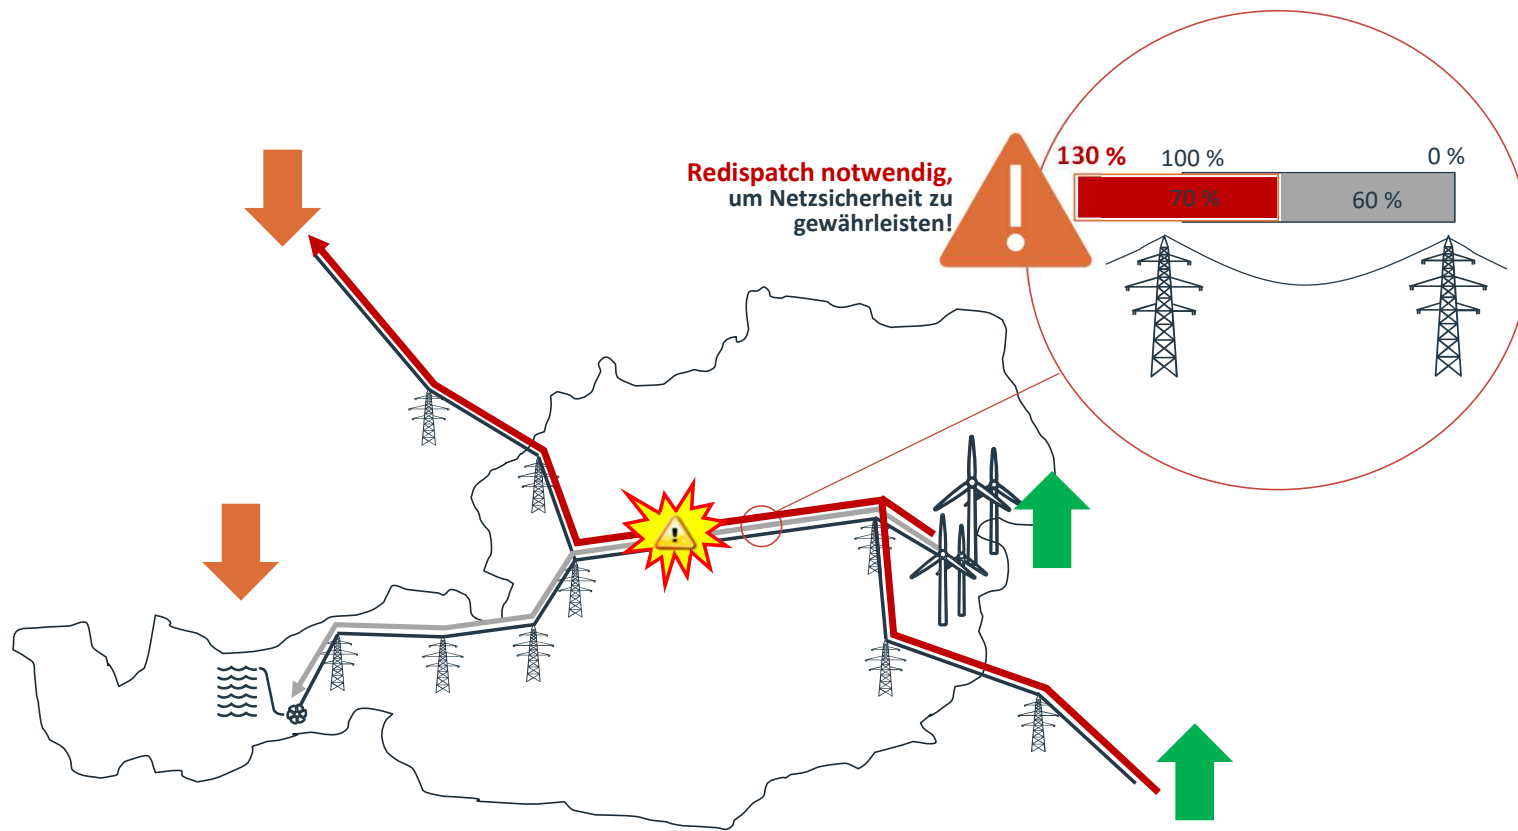 Redispatch notwendig,
um Netzsicherheit zu
gewährleisten!
130 %
100 %
0 %
70 %
60 %